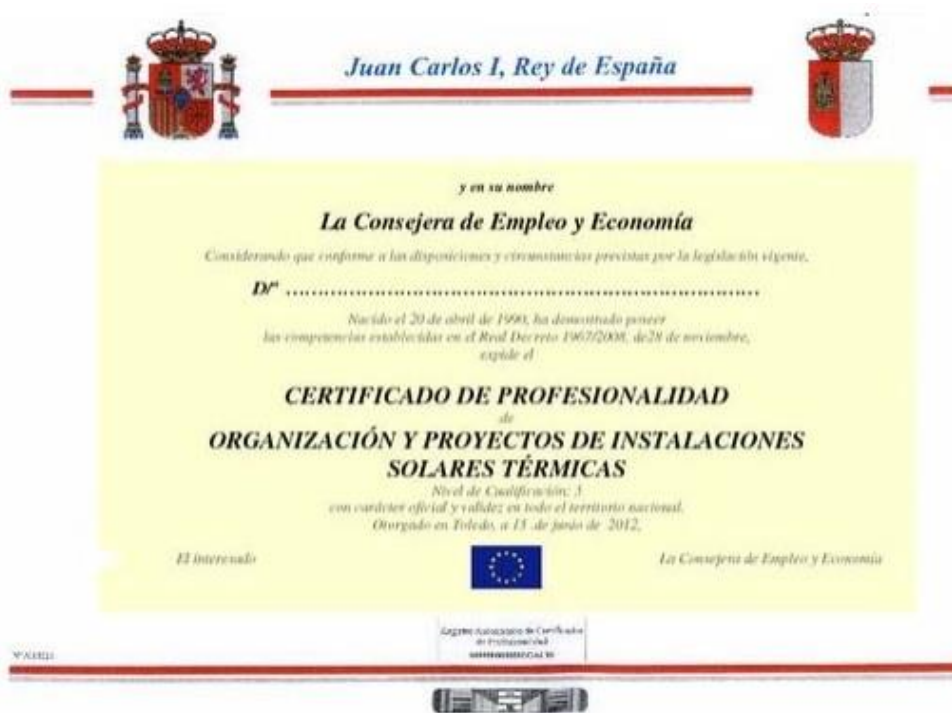 Juan Carlos I, Rey de España
y en su nombre
La Consejera de Empleo y Economía
Considerando que conforme a las disposiciones y circunstancias previstas por la legislación vigente,
D/ª ........................................................................
Nacido el 20 de abril de 1990, ha demostrado poseer
las competencias establecidas en el Real Decreto 1967/2008, de28 de noviembre,
expide el
CERTIFICADO DE PROFESIONALIDAD
de
ORGANIZACIÓN Y PROYECTOS DE INSTALACIONES
SOLARES TÉRMICAS
Nivel de Cualificación: 3
con carácter oficial y validez en todo el territorio nacional.
Otorgado en Toledo, a 15 de junio de 2012,
El interesado
La Consejera de Empleo y Economía
Registro Autonómico de Certificados
de Profesionalidad